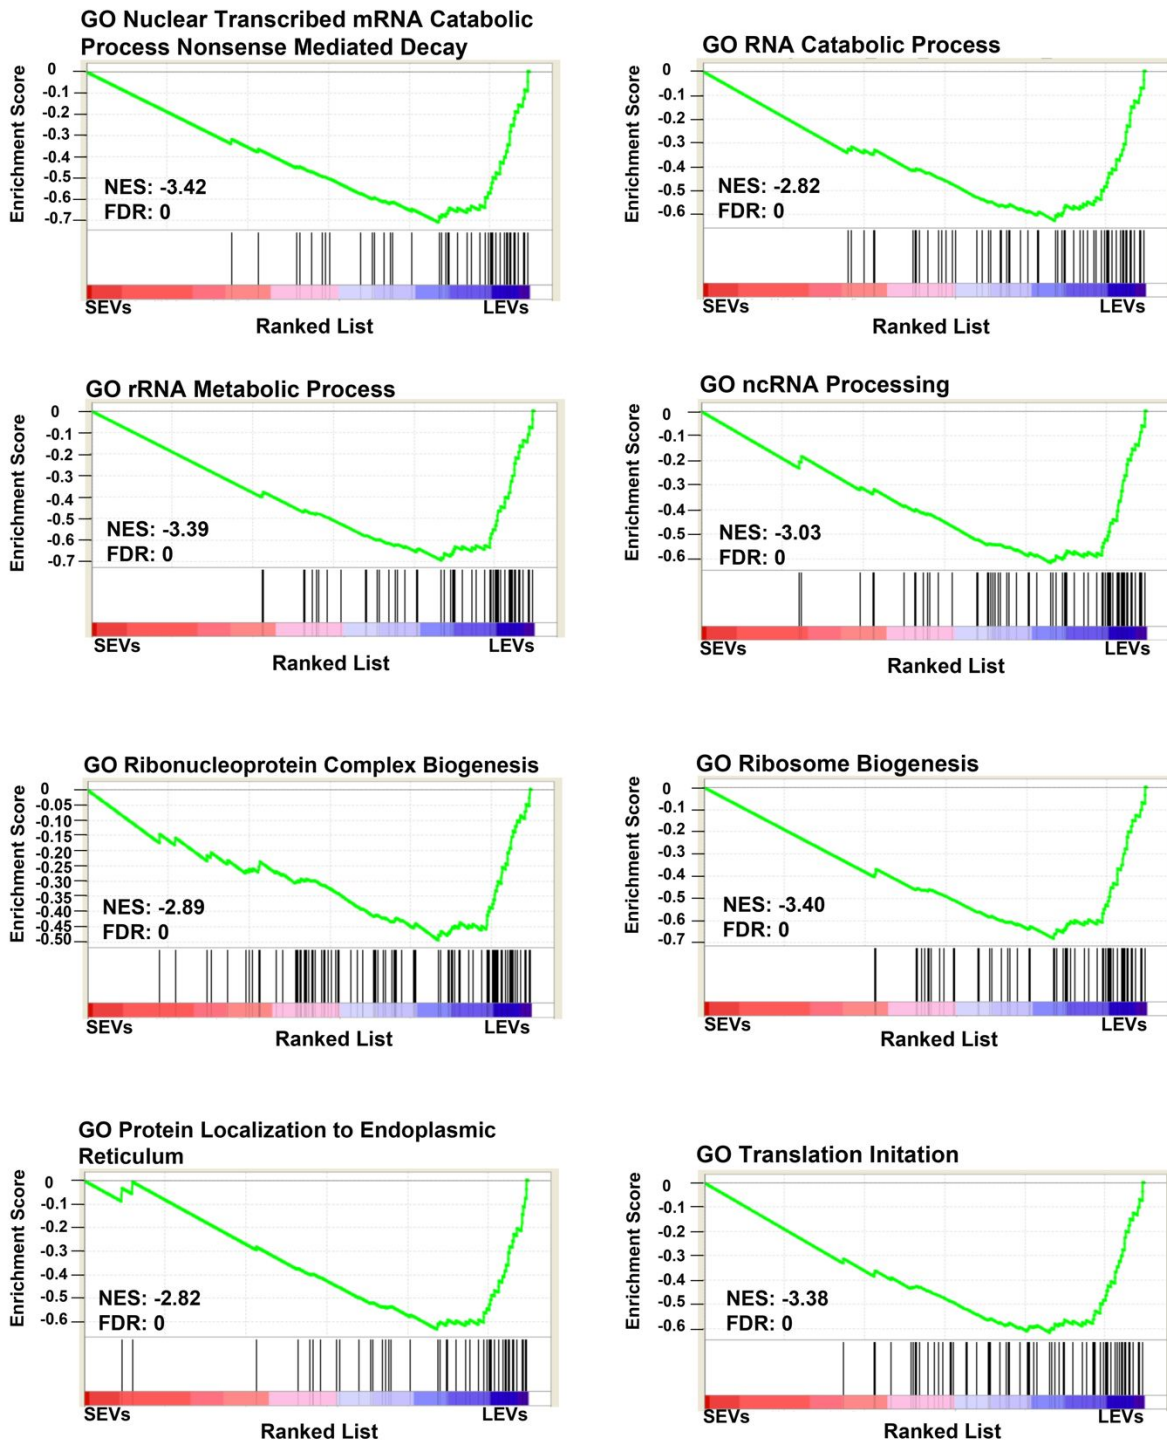 GO Nuclear Transcribed mRNA Catabolic
Process Nonsense Mediated Decay
Enrichment Score
0
-0.1
-0.2
-0.3
-0.4
-0.5
-0.6
-0.7
NES: -3.42
FDR: 0
SEVs
LEVs
Ranked List
GO RNA Catabolic Process
Enrichment Score
0
-0.1
-0.2
-0.3
-0.4
-0.5
-0.6
NES: -2.82
FDR: 0
SEVs
LEVs
Ranked List
GO rRNA Metabolic Process
Enrichment Score
0
-0.1
-0.2
-0.3
-0.4
-0.5
-0.6
-0.7
NES: -3.39
FDR: 0
SEVs
LEVs
Ranked List
GO ncRNA Processing
Enrichment Score
0
-0.1
-0.2
-0.3
-0.4
-0.5
-0.6
NES: -3.03
FDR: 0
SEVs
LEVs
Ranked List
GO Ribonucleoprotein Complex Biogenesis
Enrichment Score
0
-0.05
-0.10
-0.15
-0.20
-0.25
-0.30
-0.35
-0.40
-0.45
-0.50
NES: -2.89
FDR: 0
SEVs
LEVs
Ranked List
GO Ribosome Biogenesis
Enrichment Score
0
-0.1
-0.2
-0.3
-0.4
-0.5
-0.6
-0.7
NES: -3.40
FDR: 0
SEVs
LEVs
Ranked List
GO Protein Localization to Endoplasmic
Reticulum
Enrichment Score
0
-0.1
-0.2
-0.3
-0.4
-0.5
-0.6
NES: -2.82
FDR: 0
SEVs
LEVs
Ranked List
GO Translation Initation
Enrichment Score
0
-0.1
-0.2
-0.3
-0.4
-0.5
-0.6
NES: -3.38
FDR: 0
SEVs
LEVs
Ranked List